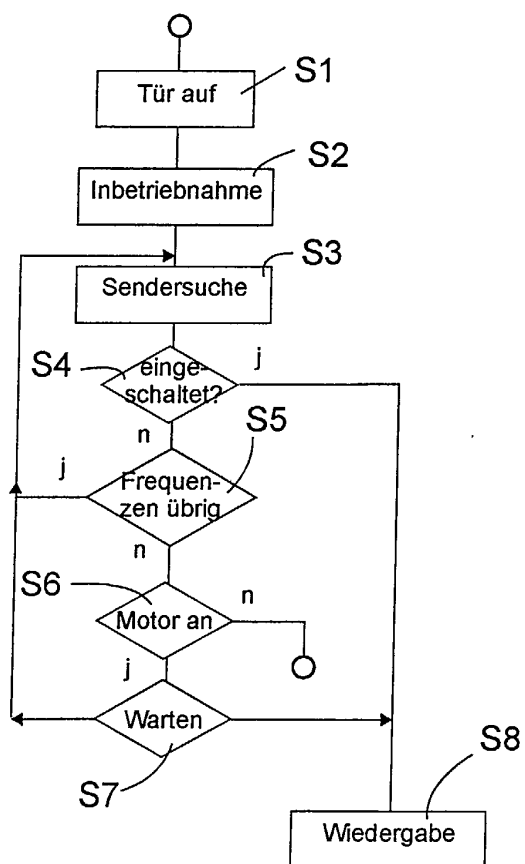 S1
Tür auf
S2
Inbetriebnahme
S3
Sendersuche
S4
einge-
schaltet?
j
n
S5
j
Frequen-
zen übrig
n
S6
n
Motor an
j
Warten
S7
S8
Wiedergabe